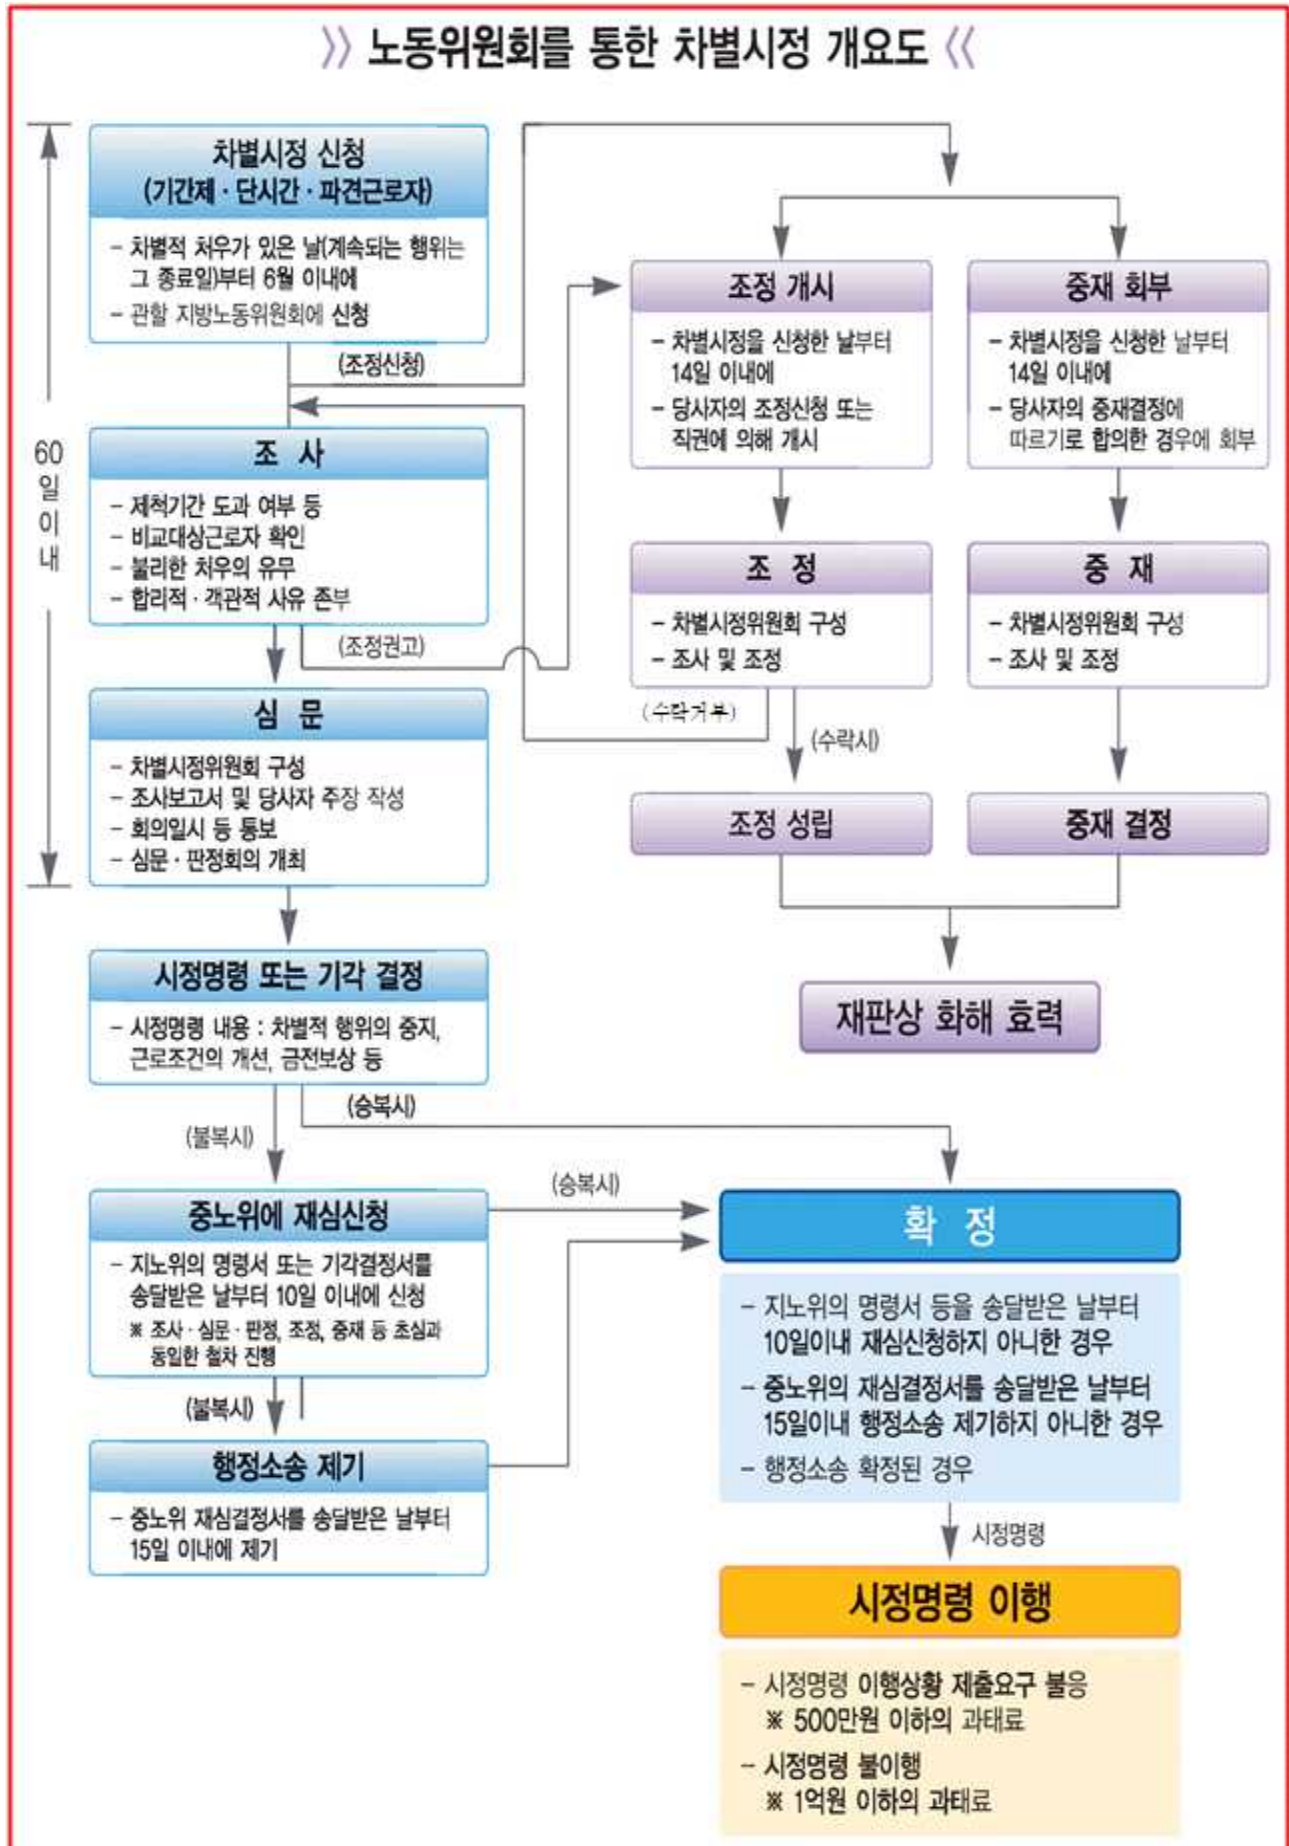 》 노동위원회를 통한 차별시정 개요도 《
차별시정 신청
(기간제 · 단시간 · 파견근로자)
- 차별적 처우가 있은 날(계속되는 행위는
그 종료일)부터 6월 이내에
- 관할 지방노동위원회에 신청
(조정신청)
60
일
이
내
조 사
- 제척기간 도과 여부 등
- 비교대상근로자 확인
- 불리한 처우의 유무
- 합리적 · 객관적 사유 존부
(조정권고)
심 문
- 차별시정위원회 구성
- 조사보고서 및 당사자 주장 작성
- 회의일시 등 통보
- 심문 · 판정회의 개최
조정 개시
- 차별시정을 신청한 날부터
14일 이내에
- 당사자의 조정신청 또는
직권에 의해 개시
중재 회부
- 차별시정을 신청한 날부터
14일 이내에
- 당사자의 중재결정에
따르기로 합의한 경우에 회부
조 정
- 차별시정위원회 구성
- 조사 및 조정
중 재
- 차별시정위원회 구성
- 조사 및 조정
(수락거부)
(수락시)
조정 성립
중재 결정
재판상 화해 효력
시정명령 또는 기각 결정
- 시정명령 내용 : 차별적 행위의 중지,
근로조건의 개선, 금전보상 등
(승복시)
(불복시)
중노위에 재심신청
- 지노위의 명령서 또는 기각결정서를
송달받은 날부터 10일 이내에 신청
※ 조사 · 심문 · 판정, 조정, 중재 등 초심과
동일한 철차 진행
(승복시)
(불복시)
행정소송 제기
- 중노위 재심결정서를 송달받은 날부터
15일 이내에 제기
확 정
- 지노위의 명령서 등을 송달받은 날부터
10일이내 재심신청하지 아니한 경우
- 중노위의 재심결정서를 송달받은 날부터
15일이내 행정소송 제기하지 아니한 경우
- 행정소송 확정된 경우
시정명령
시정명령 이행
- 시정명령 이행상황 제출요구 불응
※ 500만원 이하의 과태료
- 시정명령 불이행
※ 1억원 이하의 과태료